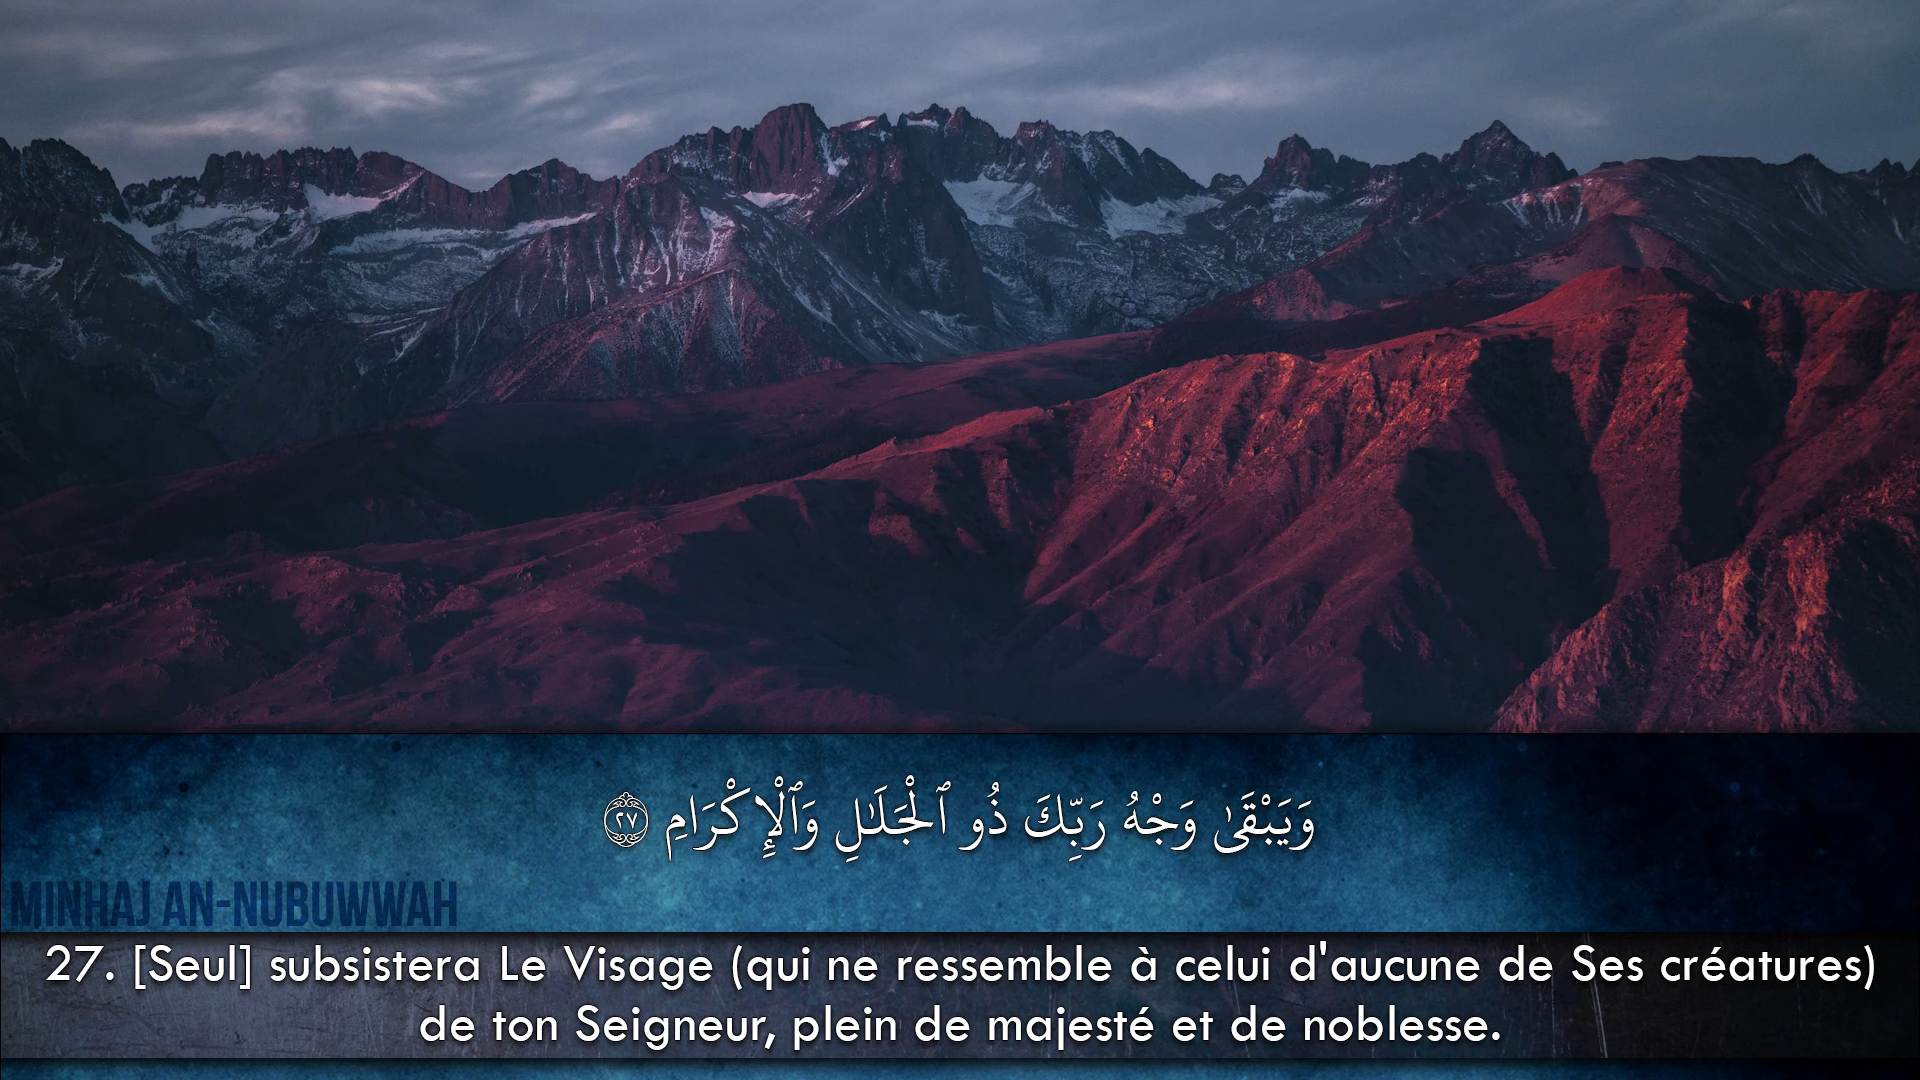 وَيَبْقَىٰ وَجْهُ رَبِّكَ ذُو ٱلْجَلَـٰلِ وَٱلْإِكْرَامِ ٢٧
MINHAJ AN-NUBUWWAH
27. [Seul] subsistera Le Visage (qui ne ressemble à celui d'aucune de Ses créatures)
de ton Seigneur, plein de majesté et de noblesse.